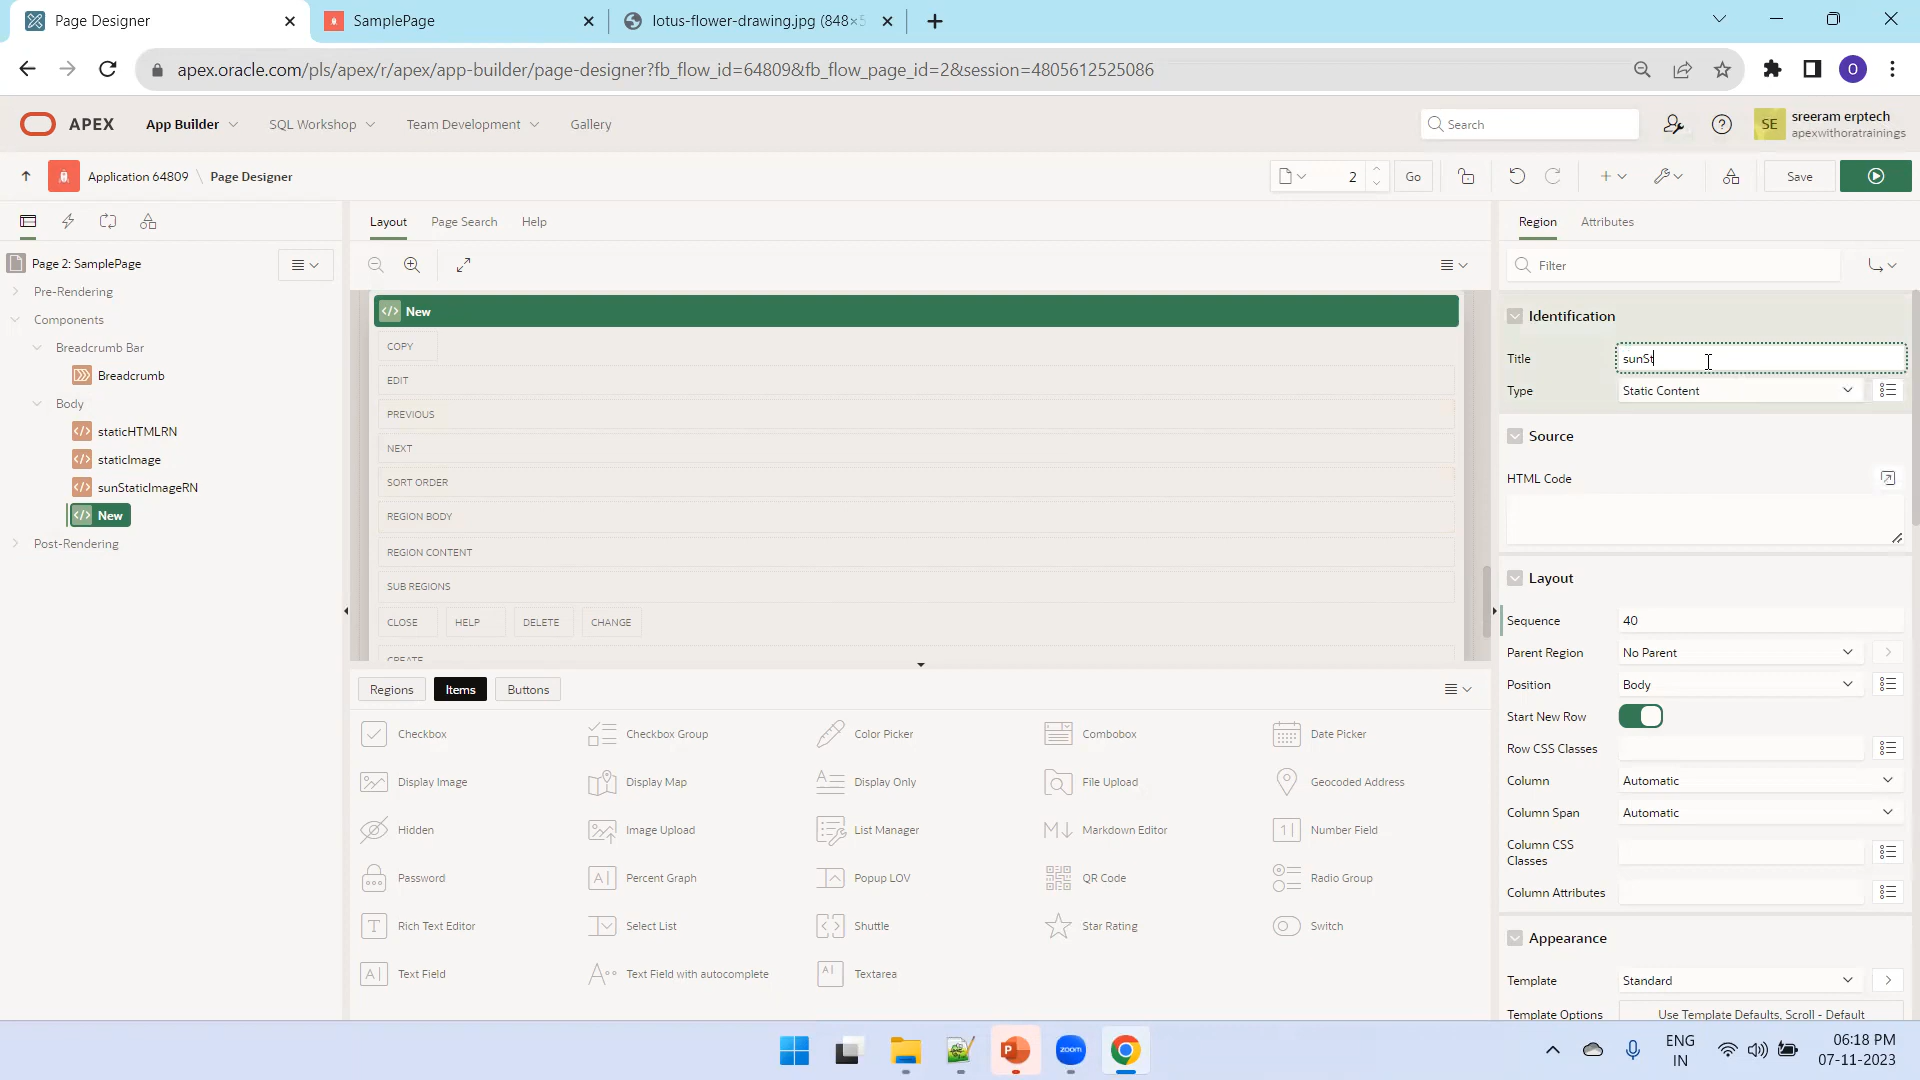 Page Designer
SamplePage
lotus-flower-drawing.jpg (848×5
apex.oracle.com/pls/apex/r/apex/app-builder/page-designer?fb_flow_id=64809&fb_flow_page_id=2&session=4805612525086
O
APEX
App Builder
SQL Workshop
Team Development
Gallery
Search
SE
sreeram erptech
apexwithoratrainings
Application 64809 \ Page Designer
2
Go
Save
Layout
Page Search
Help
Region
Attributes
Page 2: SamplePage
Pre-Rendering
Components
Breadcrumb Bar
Breadcrumb
Body
staticHTMLRN
staticImage
sunStaticImageRN
New
Post-Rendering
New
COPY
EDIT
PREVIOUS
NEXT
SORT ORDER
REGION BODY
REGION CONTENT
SUB REGIONS
CLOSE HELP DELETE CHANGE
CREATE
Regions Items Buttons
Checkbox Checkbox Group Color Picker Combobox Date Picker
Display Image Display Map Display Only File Upload Geocoded Address
Hidden Image Upload List Manager Markdown Editor Number Field
Password Percent Graph Popup LOV QR Code Radio Group
Rich Text Editor Select List Shuttle Star Rating Switch
Text Field Text Field with autocomplete Textarea
Filter
Identification
Title sunSt
Type Static Content
Source
HTML Code
Layout
Sequence 40
Parent Region No Parent
Position Body
Start New Row
Row CSS Classes
Column Automatic
Column Span Automatic
Column CSS
Classes
Column Attributes
Appearance
Template Standard
Template Options Use Template Defaults, Scroll - Default
zoom
ENG
IN
06:18 PM
07-11-2023